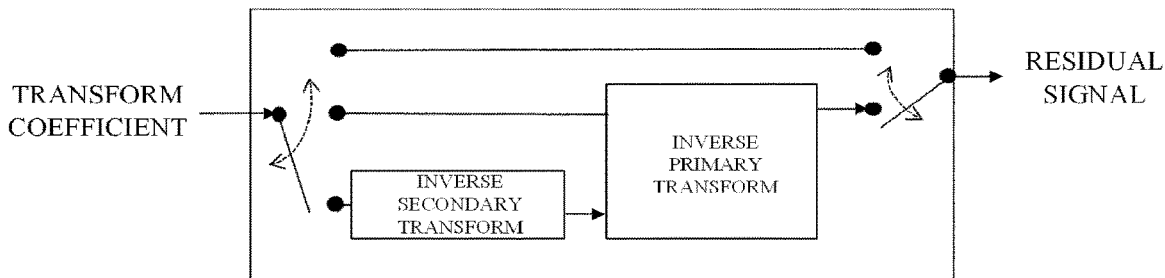 TRANSFORM
COEFFICIENT
INVERSE
SECONDARY
TRANSFORM
INVERSE
PRIMARY
TRANSFORM
RESIDUAL
SIGNAL